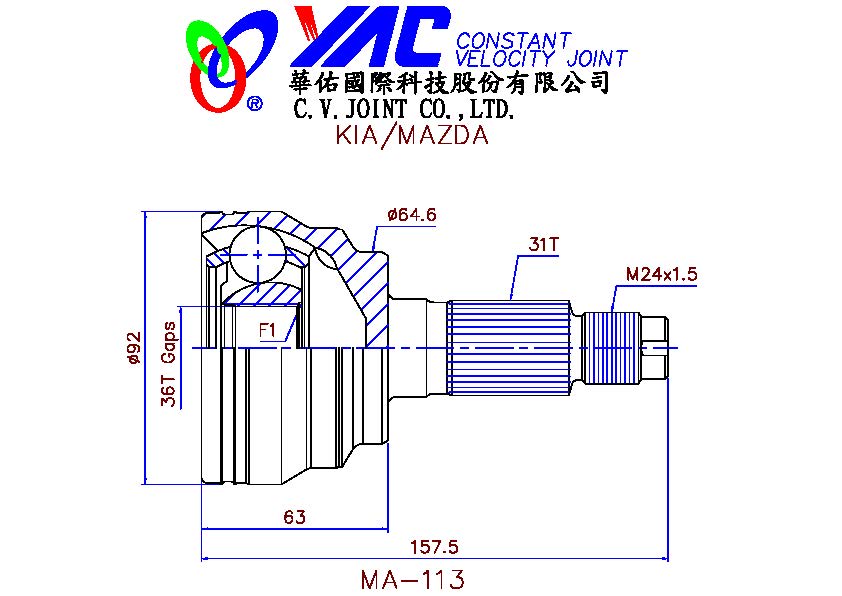 YAC CONSTANT
VELOCITY JOINT
®
華佑國際科技股份有限公司
C.V.JOINT CO.,LTD.
KIA/MAZDA
ø64.6
31T
M24x1.5
F1
ø92
36T Gaps
63
157.5
MA-113